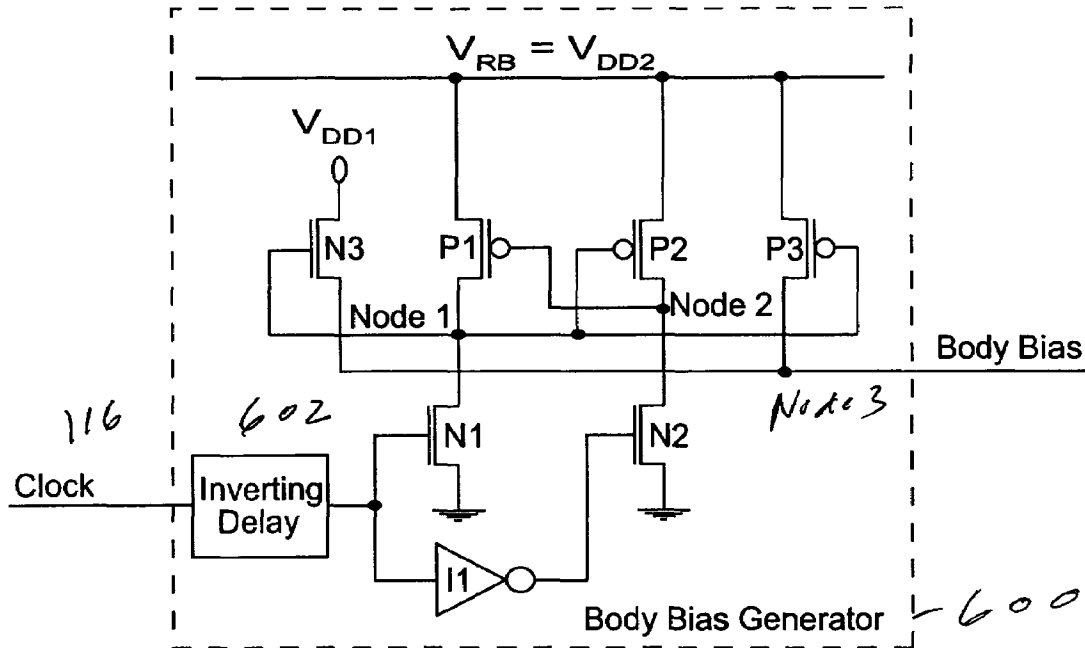 V_RB = V_DD2
V_DD1
N3
P1
P2
P3
Node 1
Node 2
Body Bias
Node 3
116
602
N1
N2
Clock
Inverting
Delay
I1
Body Bias Generator
600